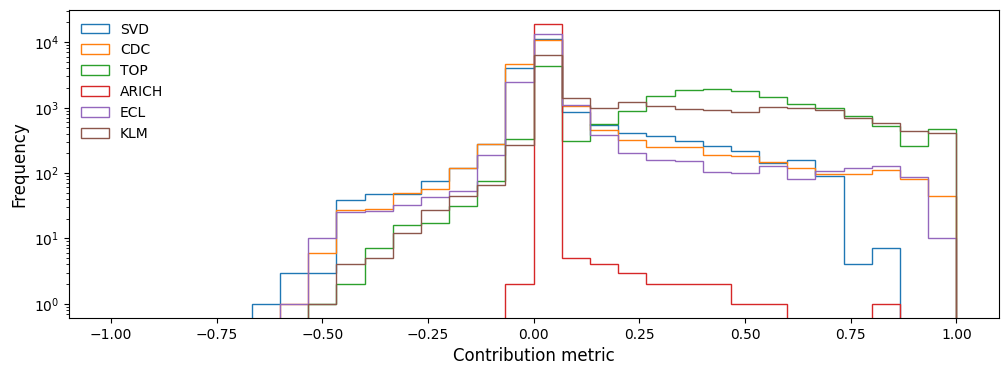 SVD
CDC
TOP
ARICH
ECL
KLM
Frequency
10⁴
10³
10²
10¹
10⁰
−1.00 −0.75 −0.50 −0.25 0.00 0.25 0.50 0.75 1.00
Contribution metric